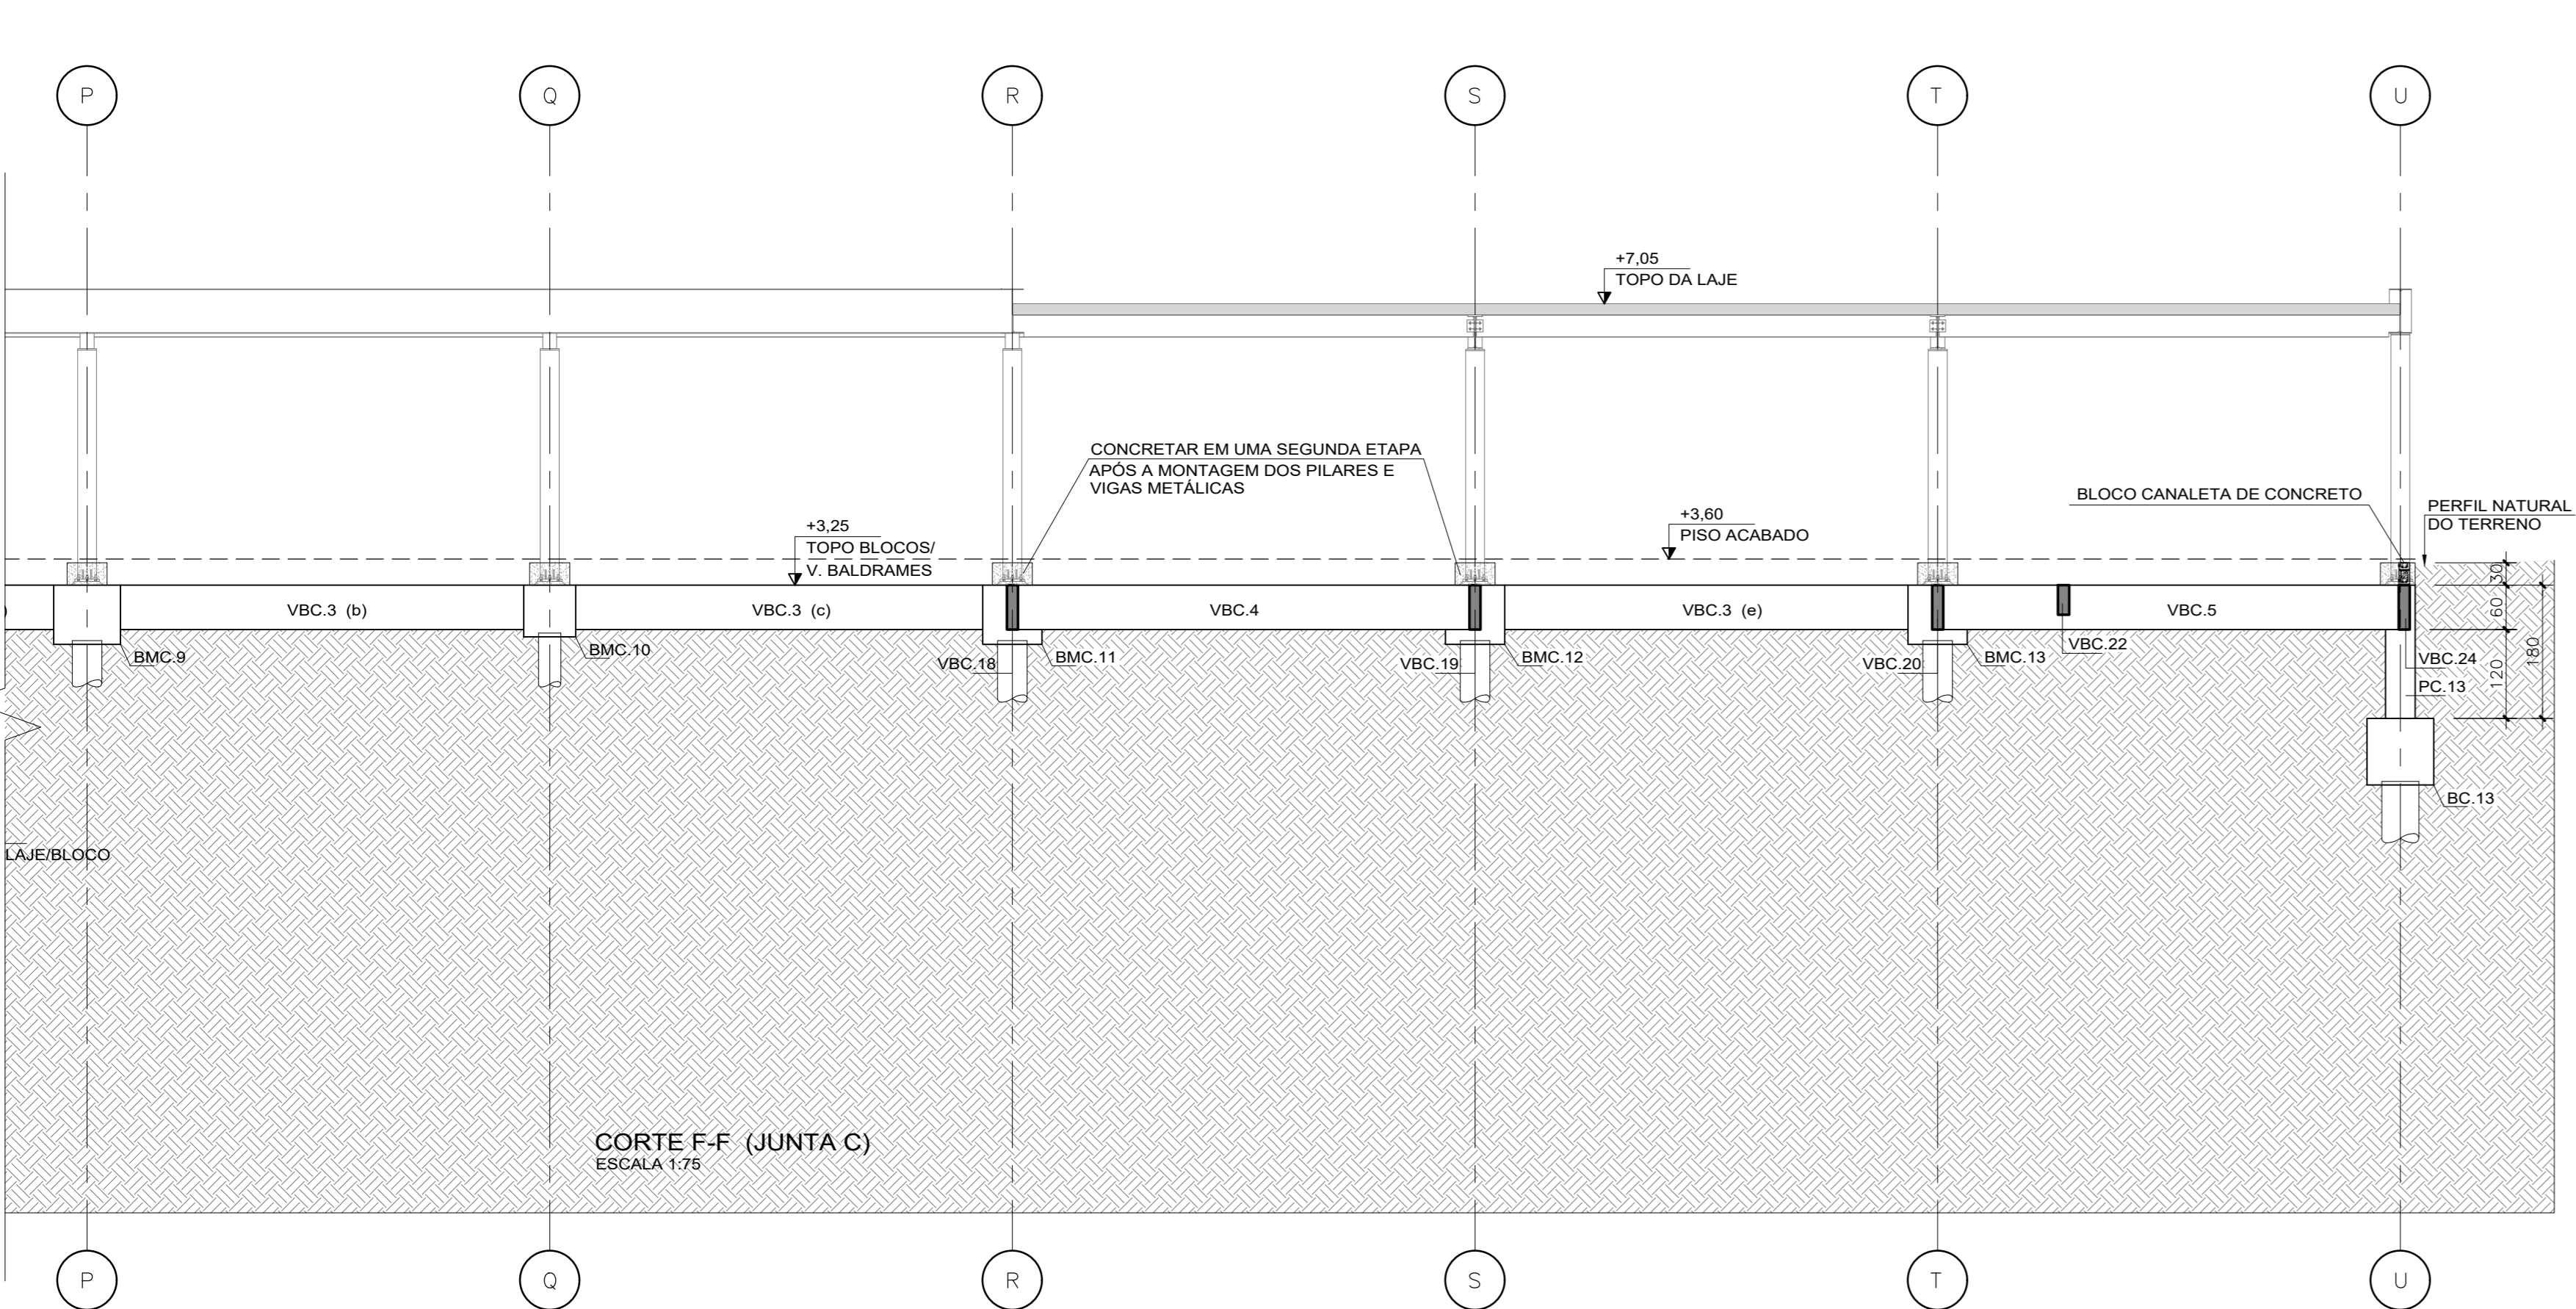 P
Q
R
S
T
U
+7,05
TOPO DA LAJE
CONCRETAR EM UMA SEGUNDA ETAPA
APÓS A MONTAGEM DOS PILARES E
VIGAS METÁLICAS
BLOCO CANALETA DE CONCRETO
PERFIL NATURAL
DO TERRENO
+3,25
TOPO BLOCOS/
V. BALDRAMES
+3,60
PISO ACABADO
)
VBC.3 (b)
VBC.3 (c)
VBC.4
VBC.3 (e)
VBC.5
30
60
120
180
BMC.9
BMC.10
VBC.18
BMC.11
VBC.19
BMC.12
VBC.20
BMC.13
VBC.22
VBC.24
PC.13
BC.13
LAJE/BLOCO
CORTE F-F (JUNTA C)
ESCALA 1:75
P
Q
R
S
T
U